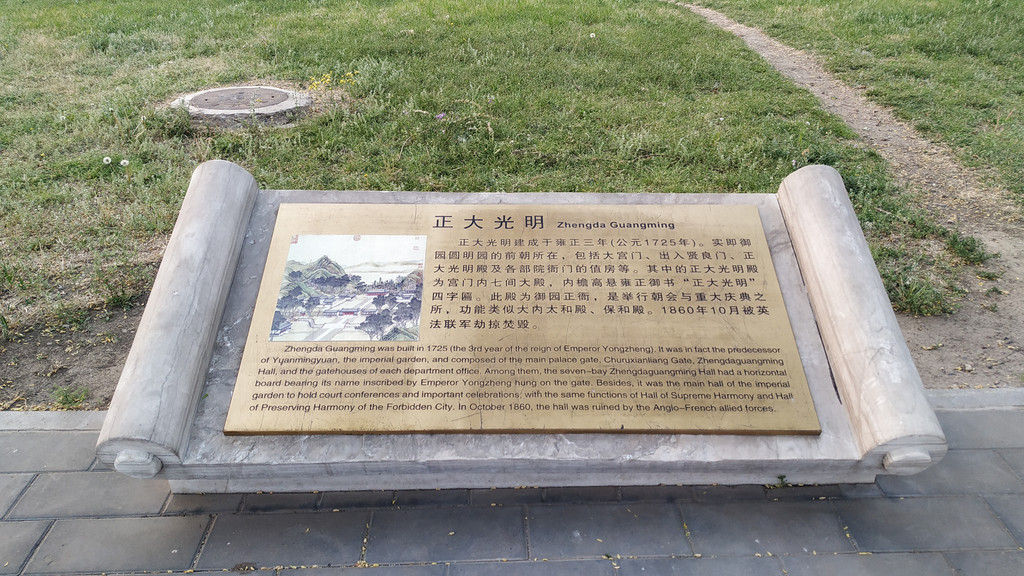 正大光明 Zhengda Guangming
正大光明建成于雍正三年(公元1725年)。实即御
园圆明园的前朝所在，包括大宫门、出入贤良门、正
大光明殿及各部院衙门的值房等。其中的正大光明殿
为宫门内七间大殿，内檐高悬雍正御书“正大光明”
四字匾。此殿为御园正衙，是举行朝会与重大庆典之
所，功能类似大内太和殿、保和殿。1860年10月被英
法联军劫掠焚毁。
Zhengda Guangming was built in 1725 (the 3rd year of the reign of Emperor Yongzheng). It was in fact the predecessor
of Yuanmingyuan, the imperial garden, and composed of the main palace gate, Churuxianliang Gate, Zhengdaguangming
Hall, and the gatehouses of each department office. Among them, the seven-bay Zhengdaguangming Hall had a horizontal
board bearing its name inscribed by Emperor Yongzheng hung on the gate. Besides, it was the main hall of the imperial
garden to hold court conferences and important celebrations, with the same functions of Hall of Supreme Harmony and Hall
of Preserving Harmony of the Forbidden City. In October 1860, the hall was ruined by the Anglo-French allied forces.